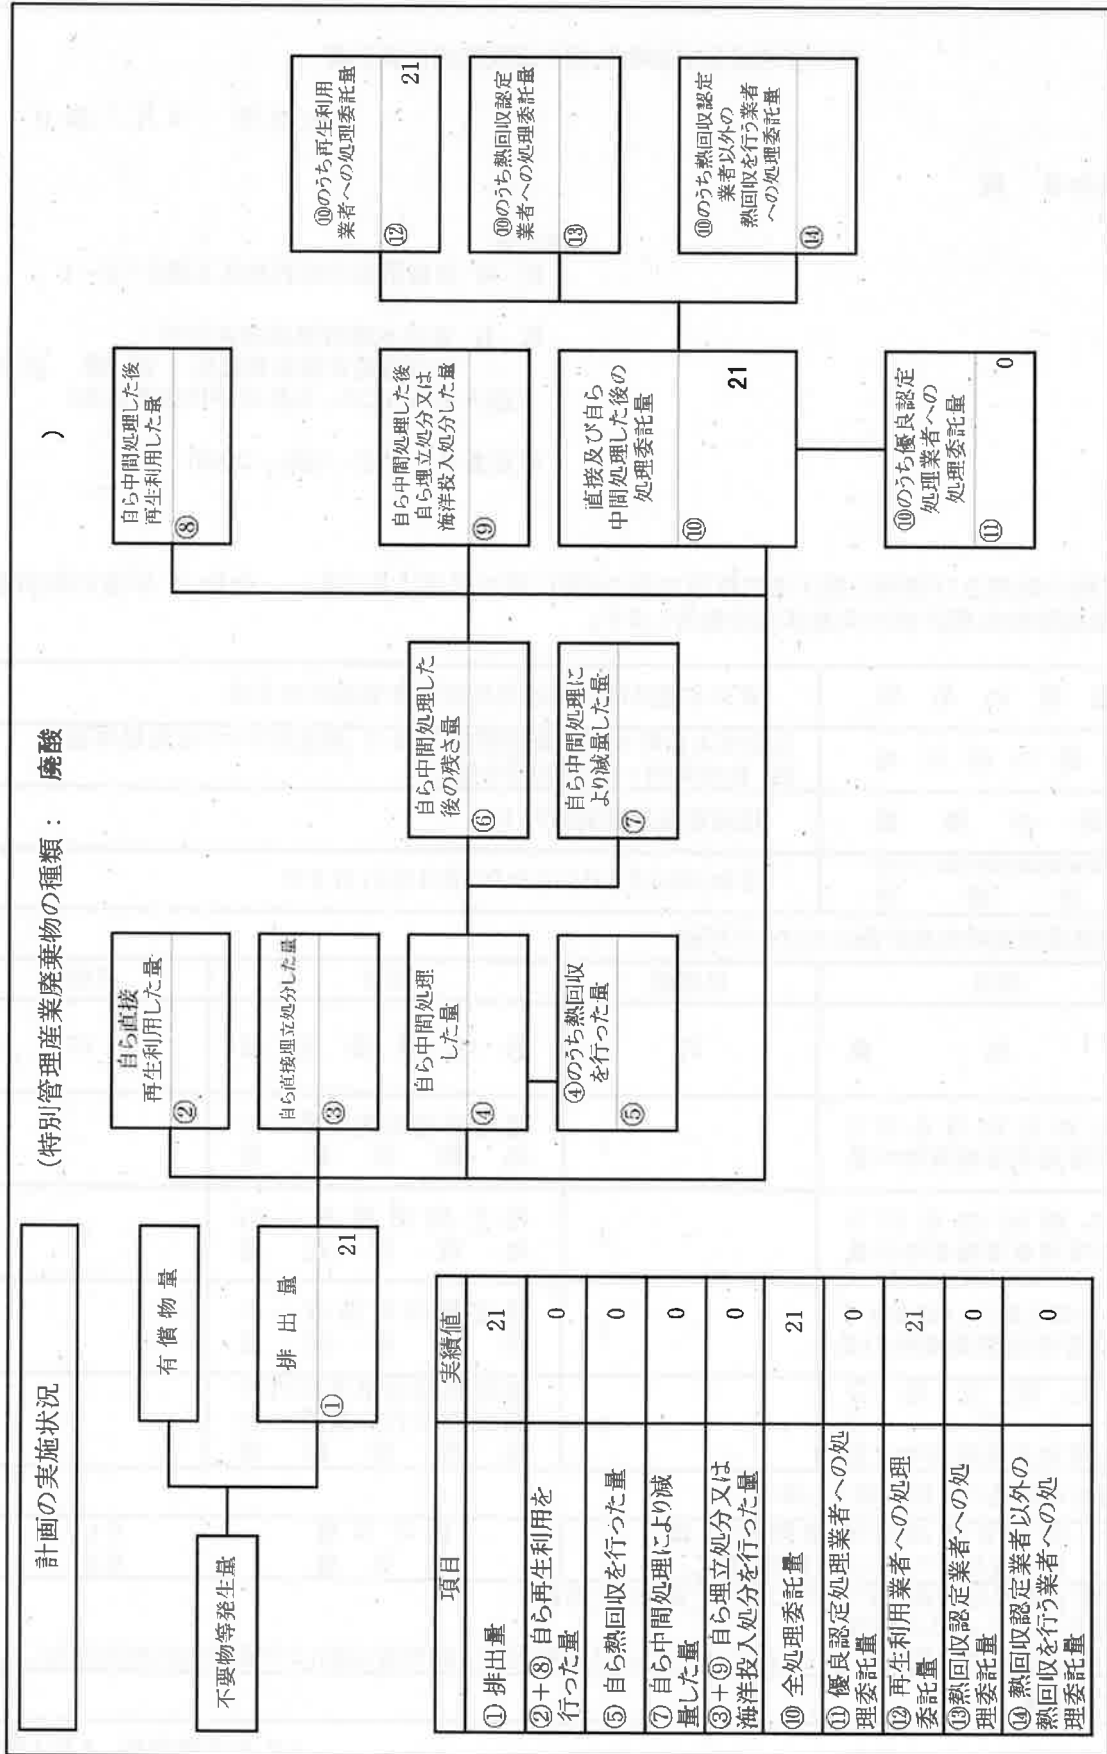 計画の実施状況
(特別管理産業廃棄物の種類： 廃酸 )
不要物等発生量
有償物量
排出量
①
21
自ら直接
再生利用した量
②
自ら直接埋立処分した量
③
自ら中間処理
した量
④
④のうち熱回収
を行った量
⑤
自ら中間処理した
後の残さ量
⑥
自ら中間処理に
より減量した量
⑦
自ら中間処理した後
再生利用した量
⑧
自ら中間処理した後
自ら埋立処分又は
海洋投入処分した量
⑨
直接及び自ら
中間処理した後の
処理委託量
⑩
21
⑩のうち優良認定
処理業者への
処理委託量
⑪
0
⑩のうち再生利用
業者への処理委託量
⑫
21
⑩のうち熱回収認定
業者への処理委託量
⑬
⑩のうち熱回収認定
業者以外の
熱回収を行う業者
への処理委託量
⑭
項目 実績値
①排出量 21
②+⑧自ら再生利用を
行った量 0
⑤自ら熱回収を行った量 0
⑦自ら中間処理により減
量した量 0
③+⑨自ら埋立処分又は
海洋投入処分を行った量 0
⑩全処理委託量 21
⑪優良認定処理業者への処
理委託量 0
⑫再生利用業者への処理
委託量 21
⑬熱回収認定業者への処
理委託量 0
⑭熱回収認定業者以外の
熱回収を行う業者への処
理委託量 0